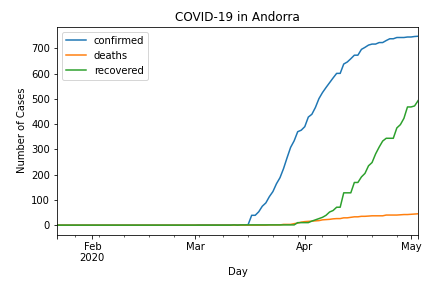 COVID-19 in Andorra
confirmed
deaths
recovered
Number of Cases
700
600
500
400
300
200
100
0
Feb
2020
Mar
Apr
May
Day